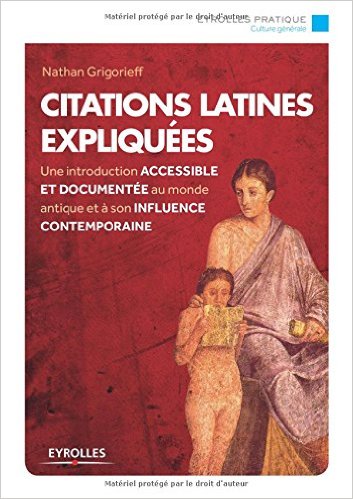 Matériel protégé par le droit d'auteur
EYROLLES PRATIQUE
Culture générale
Nathan Grigorieff
CITATIONS LATINES
EXPLIQUÉES
Une introduction ACCESSIBLE
ET DOCUMENTÉE au monde
antique et à son INFLUENCE
CONTEMPORAINE
EYROLLES
Matériel protégé par le droit d'auteur